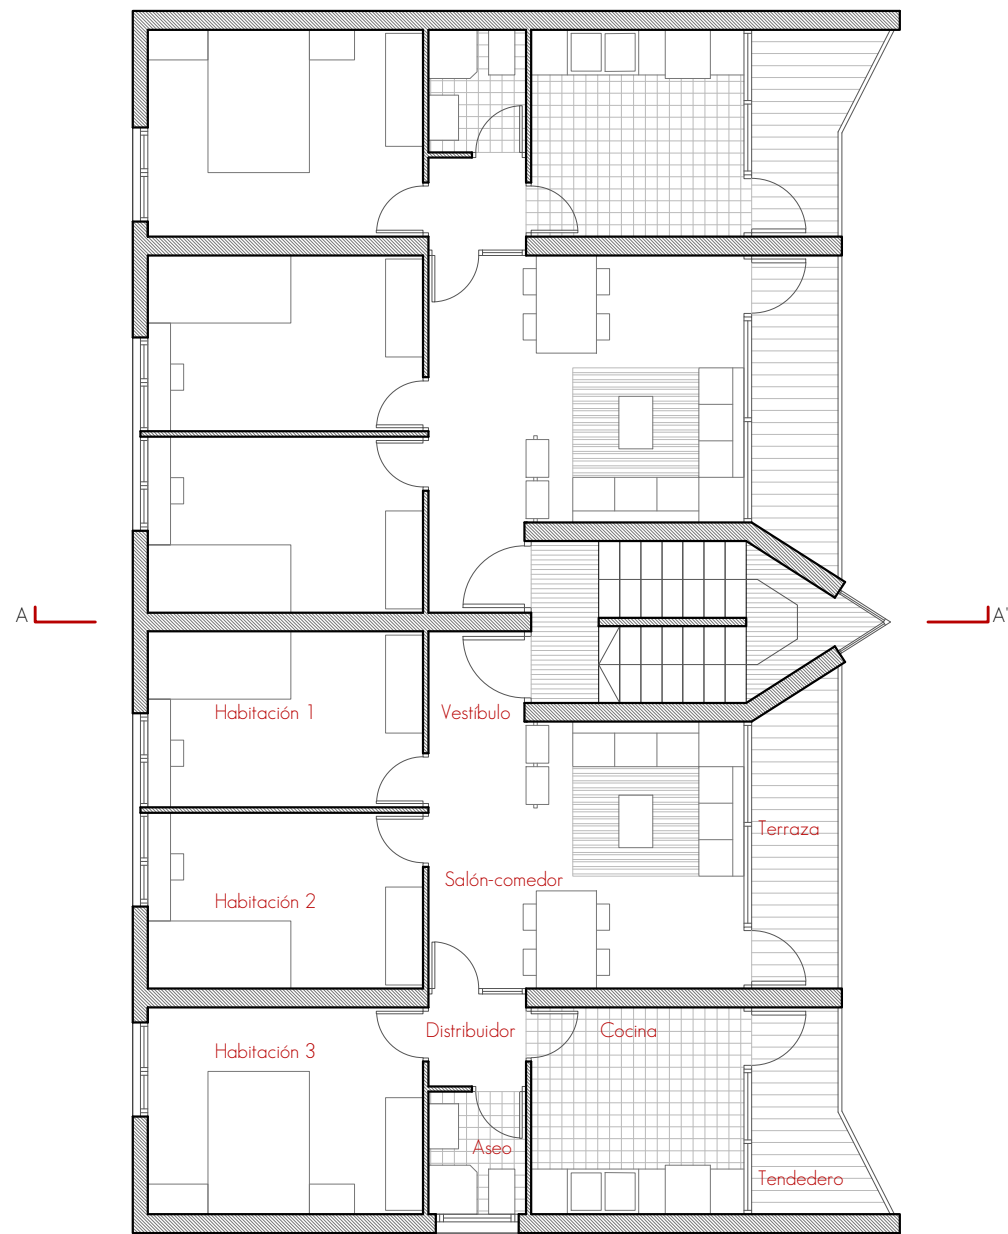 A
A'
Habitación 1
Vestíbulo
Terraza
Salón-comedor
Habitación 2
Distribuidor
Cocina
Habitación 3
Aseo
Tendedero